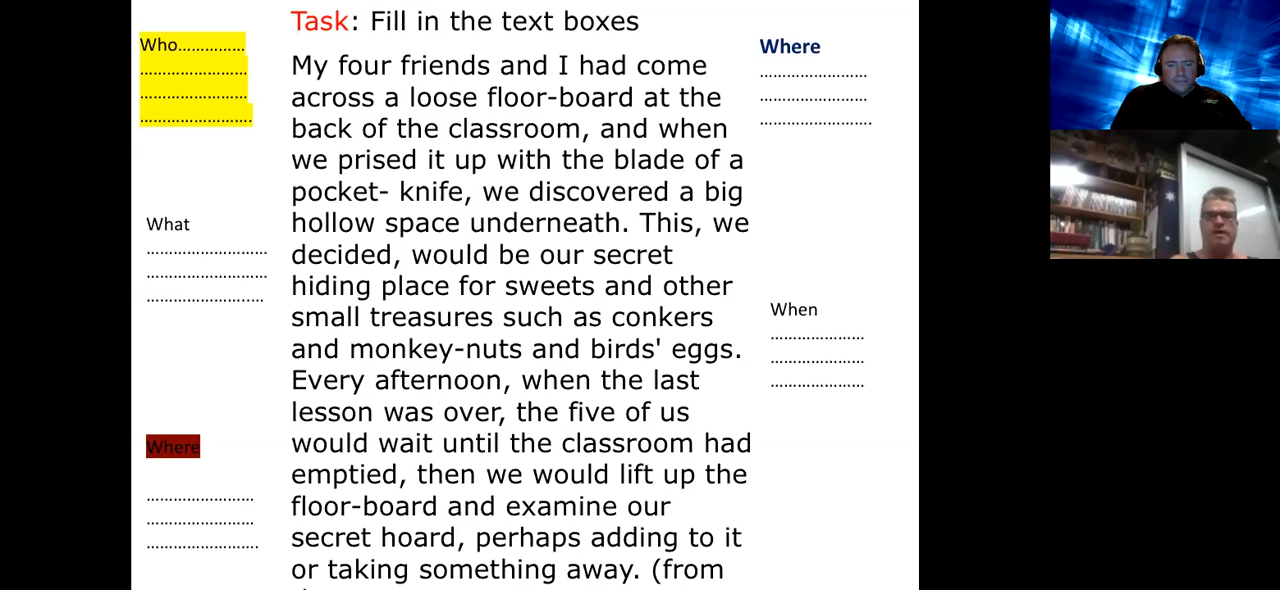 Task: Fill in the text boxes
Who……………
……………………
……………………
…………………….
My four friends and I had come
across a loose floor-board at the
back of the classroom, and when
we prised it up with the blade of a
pocket- knife, we discovered a big
hollow space underneath. This, we
decided, would be our secret
hiding place for sweets and other
small treasures such as conkers
and monkey-nuts and birds' eggs.
Every afternoon, when the last
lesson was over, the five of us
would wait until the classroom had
emptied, then we would lift up the
floor-board and examine our
secret hoard, perhaps adding to it
or taking something away. (from
What
………………………
………………………
………………….….
Where
……………………
……………………
…………………….
Where
……………………
……………………
…………………….
When
…………………
…………………
…………………